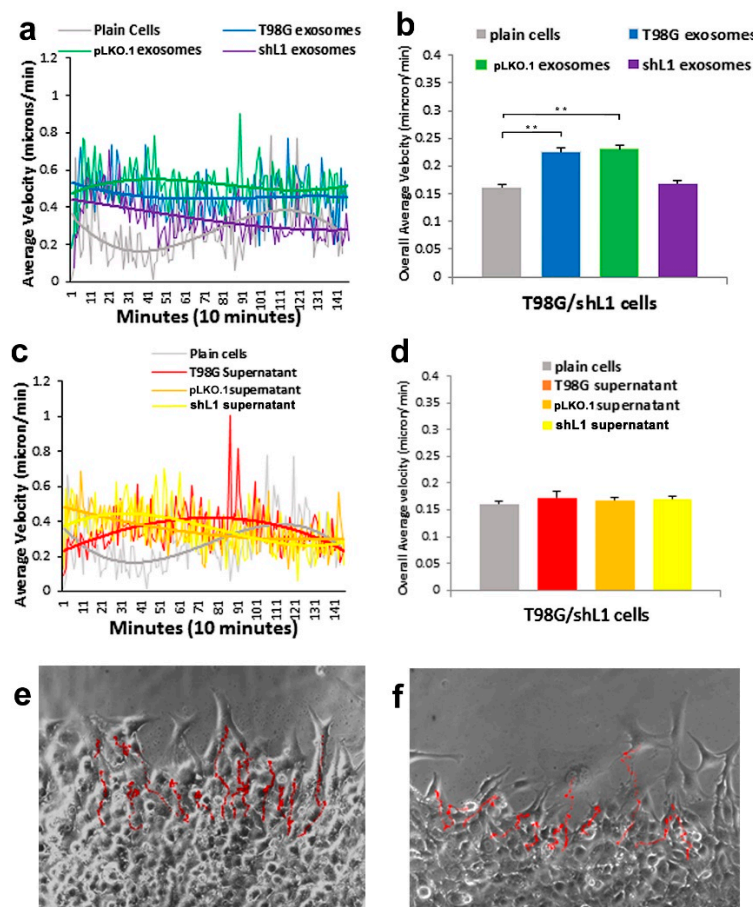 a
Plain Cells
T98G exosomes
pLKO.1 exosomes
shL1 exosomes
Average Velocity (microns/min)
1.2
1
0.8
0.6
0.4
0.2
0
1 11 21 31 41 51 61 71 81 91 101 111 121 131 141
Minutes (10 minutes)
b
plain cells
T98G exosomes
pLKO.1 exosomes
shL1 exosomes
Overall Average Velocity (mincron/min)
0.4
0.35
0.3
0.25
0.2
0.15
0.1
0.05
0
**
**
T98G/shL1 cells
c
Plain cells
T98G Supernatant
pLKO.1 supernatant
shL1 supernatant
Average Velocity (micron/min)
1.2
1
0.8
0.6
0.4
0.2
0
1 11 21 31 41 51 61 71 81 91 101 111 121 131 141
Minutes (10 minutes)
d
plain cells
T98G supernatant
pLKO.1 supernatant
shL1 supernatant
Overall Average velocity (micron/min)
0.4
0.35
0.3
0.25
0.2
0.15
0.1
0.05
0
T98G/shL1 cells
e
f